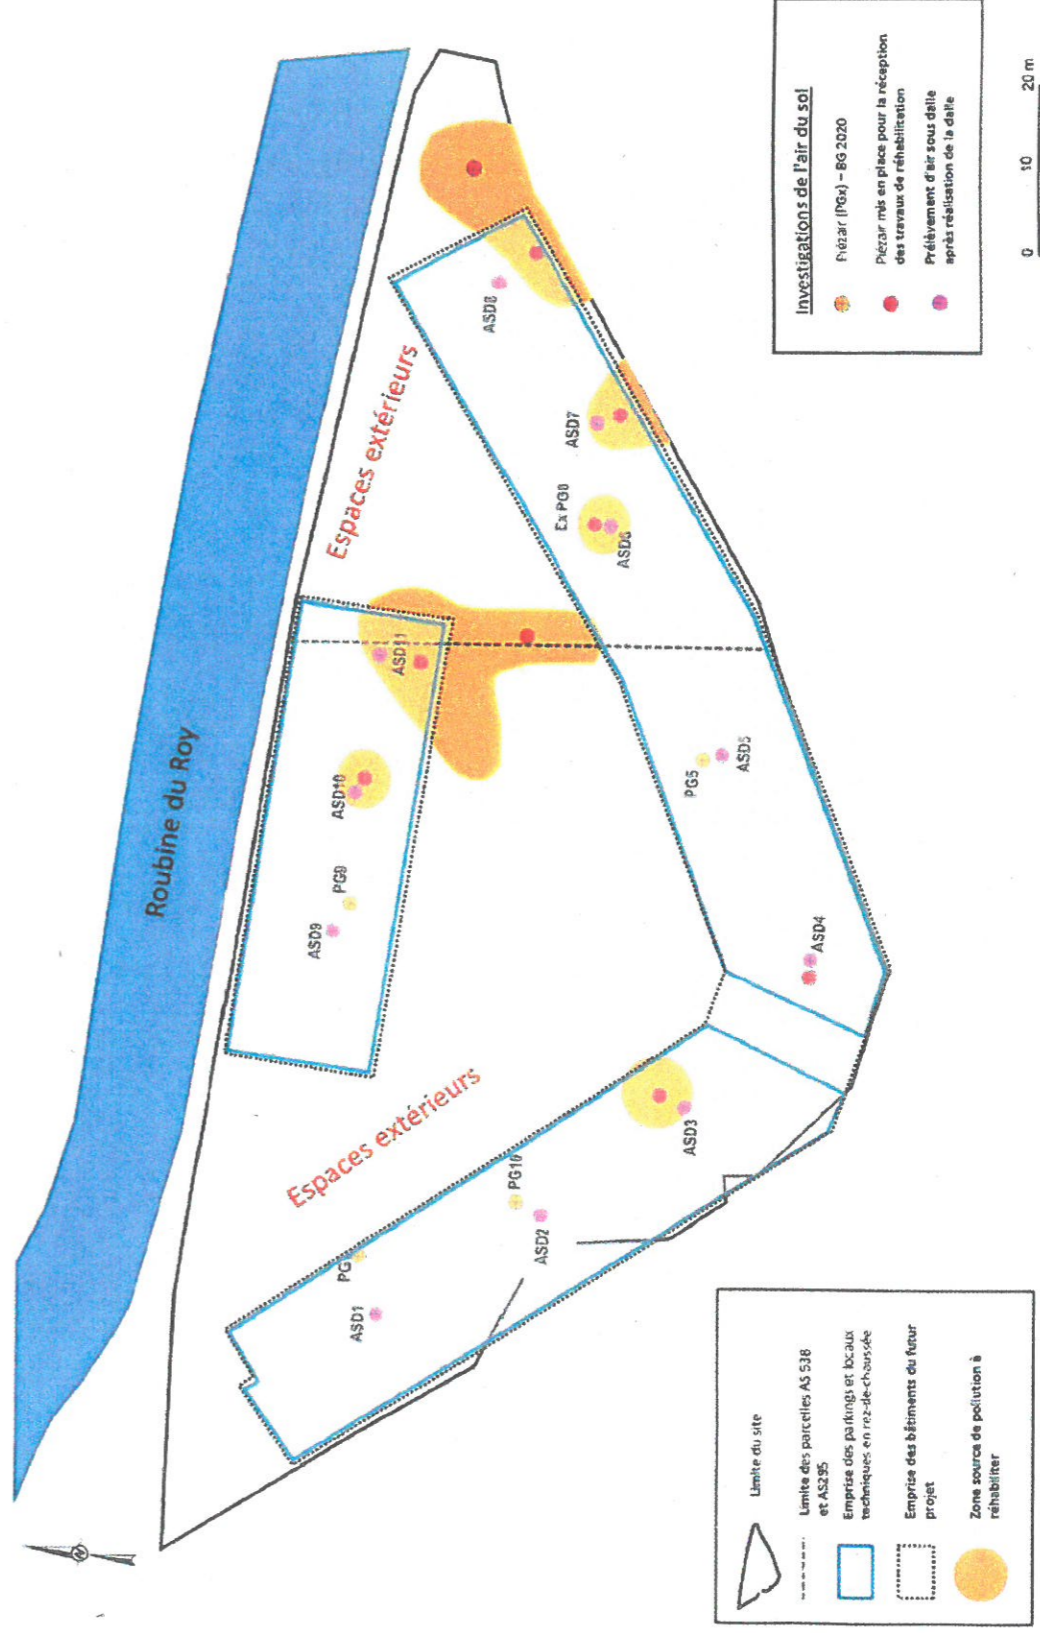 Roubine du Roy
Espaces extérieurs
Espaces extérieurs
ASD8
ASD7
Ex PG8
ASD6
ASD11
ASD10
PG9
ASD9
PG5
ASD5
ASD4
ASD3
PG10
ASD2
ASD1
Limite du site
Limite des parcelles AS 538
et AS295
Emprise des parkings et locaux
techniques en rez-de-chaussée
Emprise des bâtiments du futur
projet
Zone source de pollution à
réhabiliter
Investigations de l'air du sol
Piézair (PGx) – BG 2020
Piézair mis en place pour la réception
des travaux de réhabilitation
Prélèvement d'air sous dalle
après réalisation de la dalle
0 10 20 m